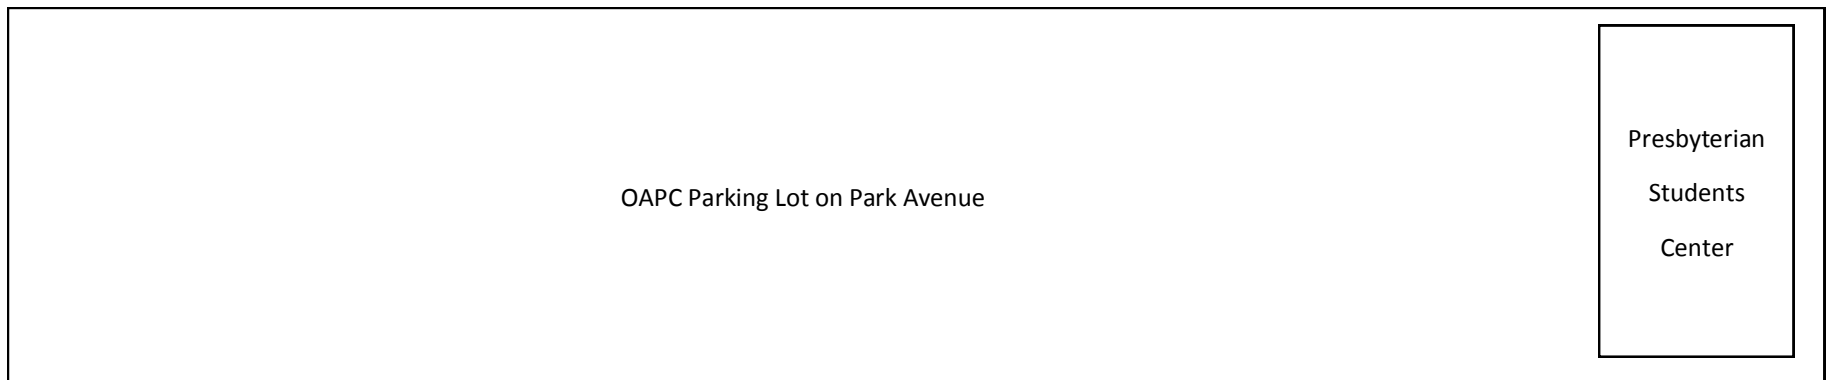 OAPC Parking Lot on Park Avenue
Presbyterian
Students
Center